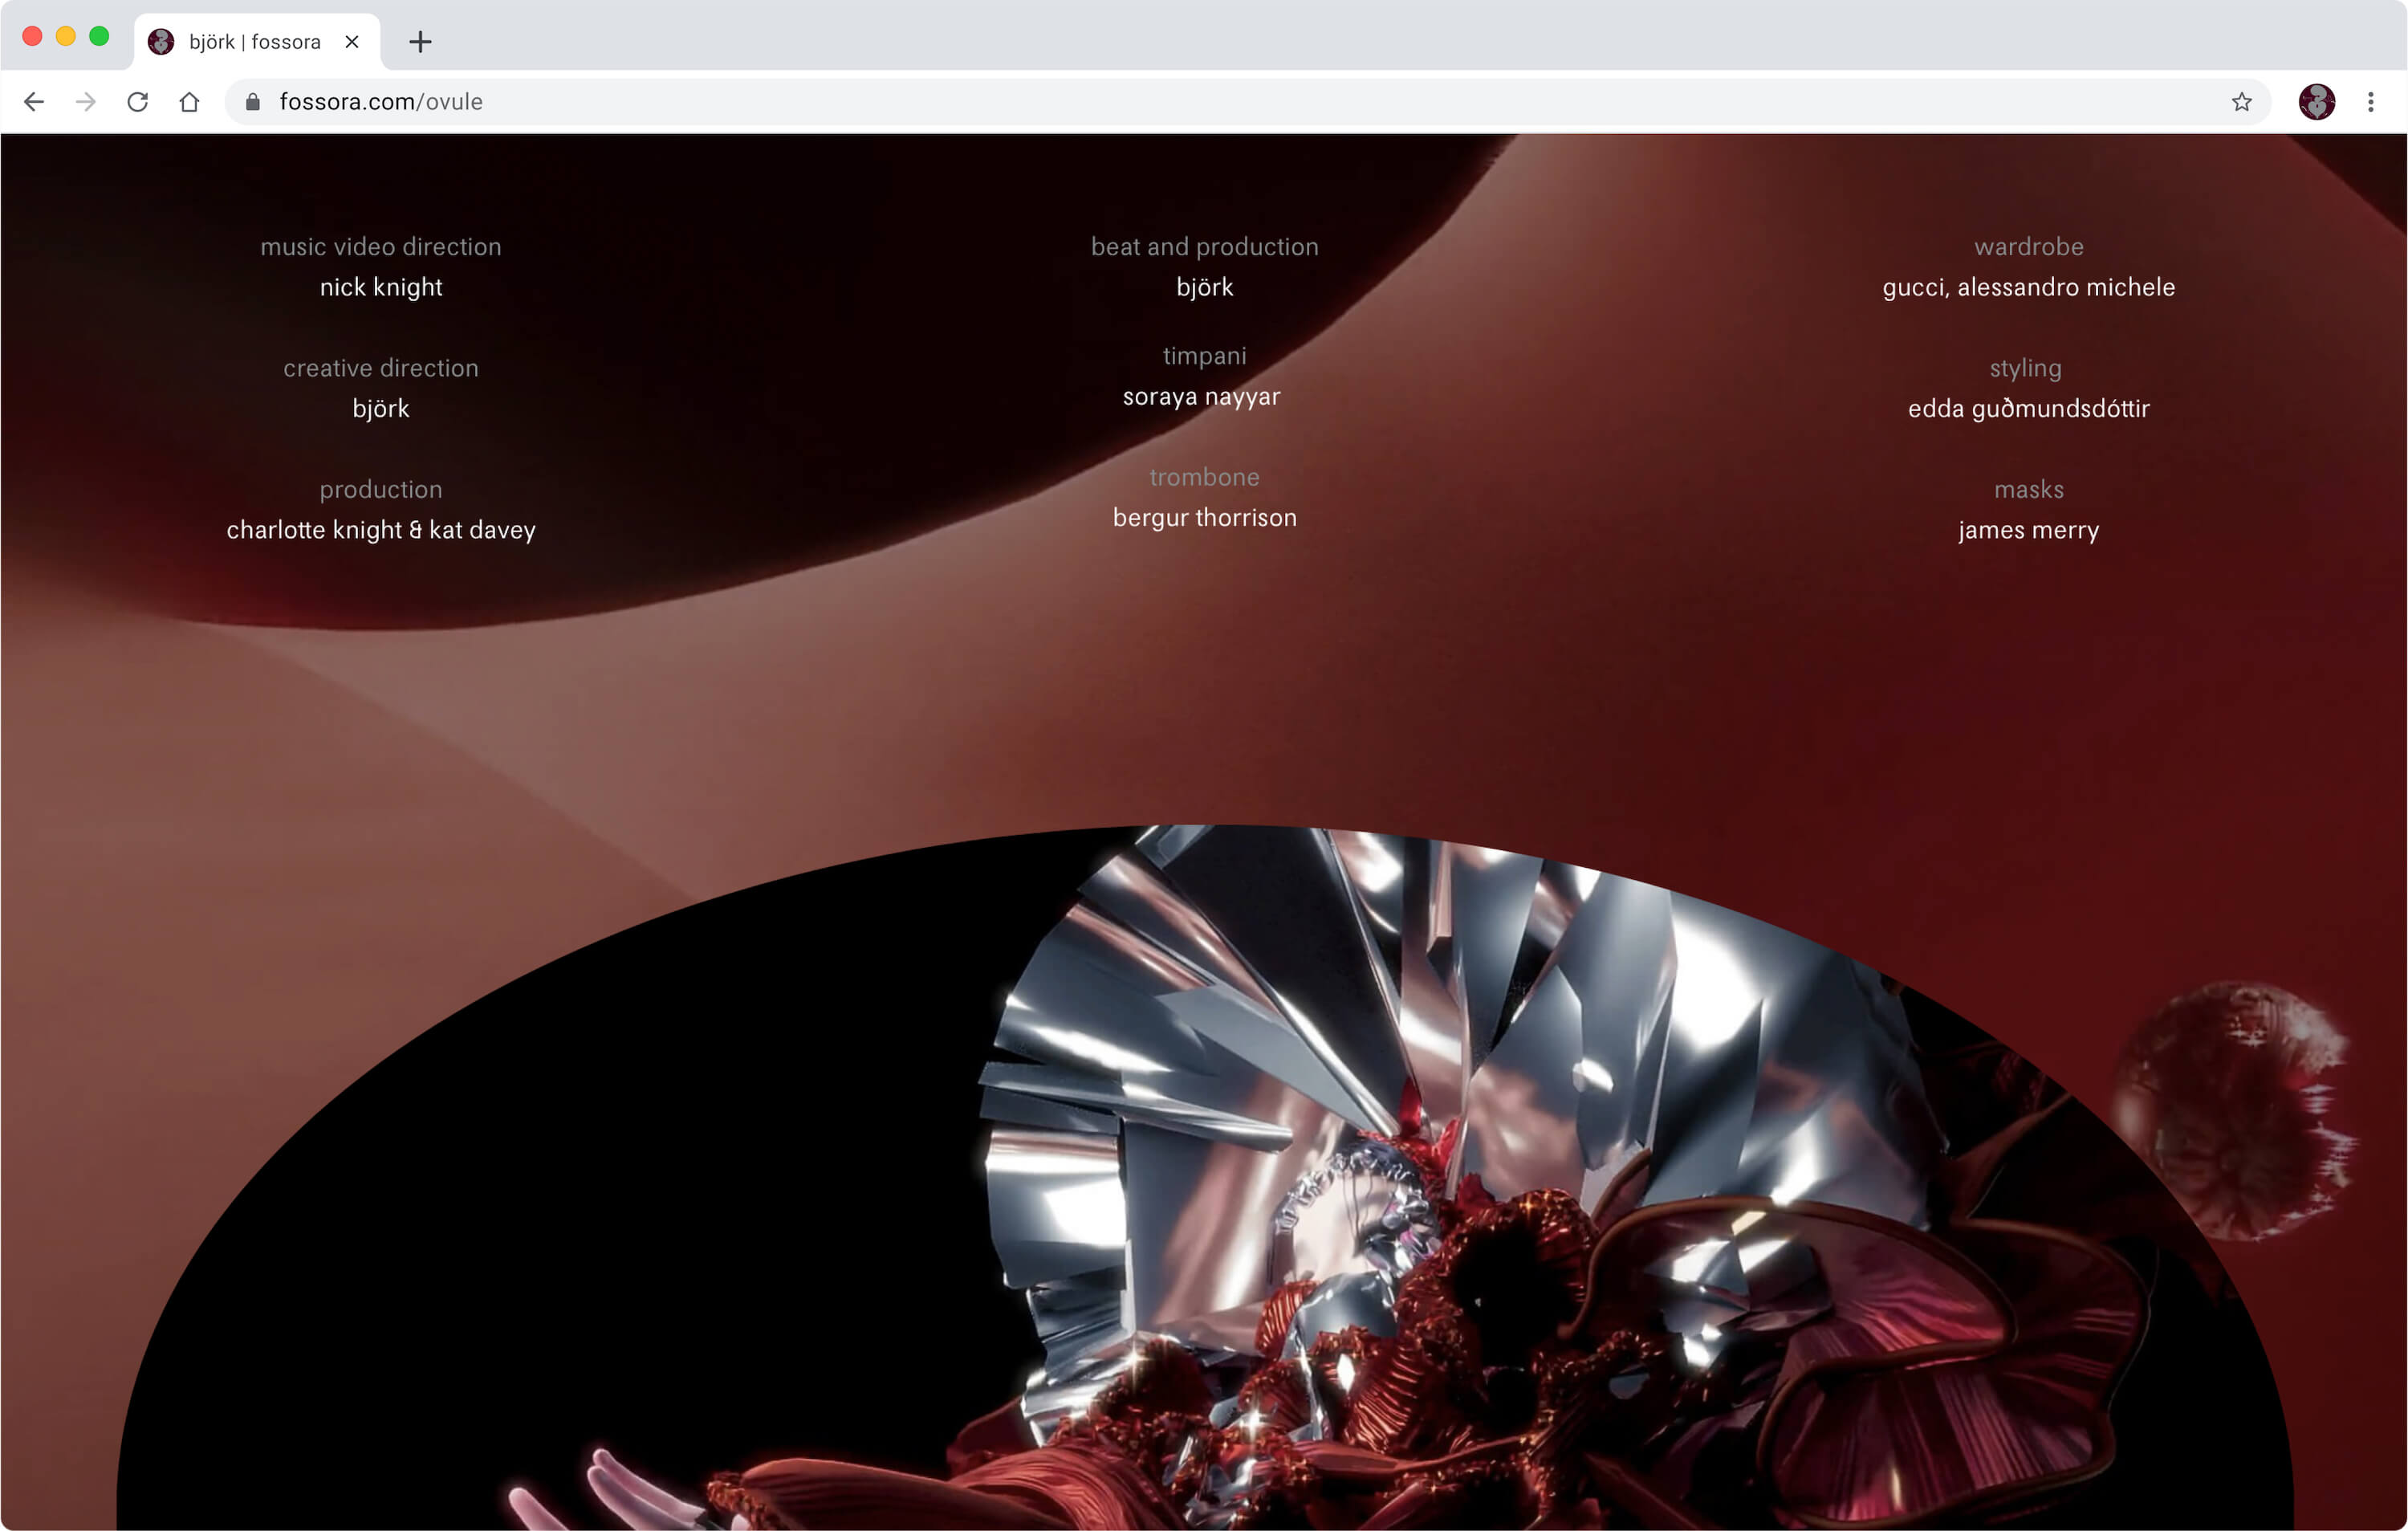 björk | fossora
fossora.com/ovule
music video direction
nick knight
creative direction
björk
production
charlotte knight & kat davey
beat and production
björk
timpani
soraya nayyar
trombone
bergur thorrison
wardrobe
gucci, alessandro michele
styling
edda guðmundsdóttir
masks
james merry